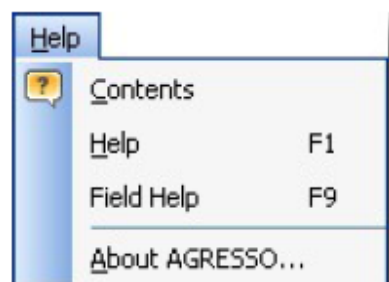 Help
Contents
Help F1
Field Help F9
About AGRESSO...